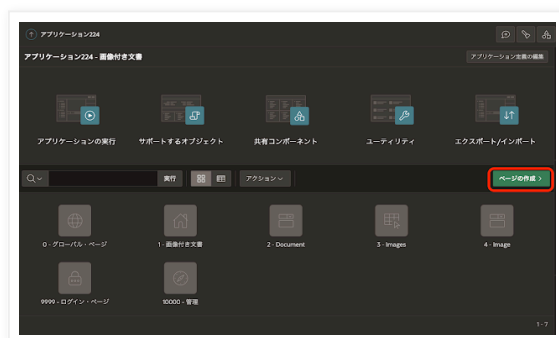 アプリケーション224
アプリケーション224 - 画像付き文書
アプリケーション定義の編集
アプリケーションの実行
サポートするオブジェクト
共有コンポーネント
ユーティリティ
エクスポート/インポート
実行
アクション
ページの作成
0 - グローバル・ページ
1 - 画像付き文書
2 - Document
3 - Images
4 - Image
9999 - ログイン・ページ
10000 - 管理
1 - 7